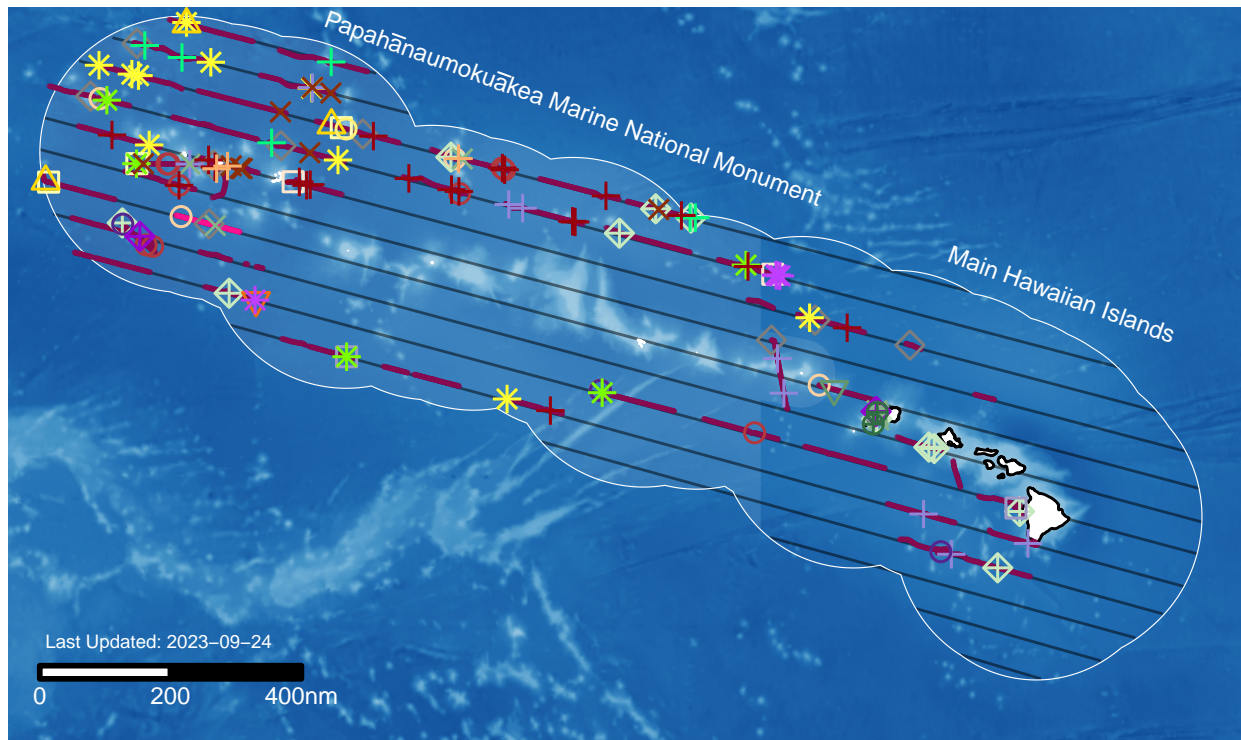 Papahānaumokuākea Marine National Monument
Main Hawaiian Islands
Last Updated: 2023−09−24
0 200 400nm